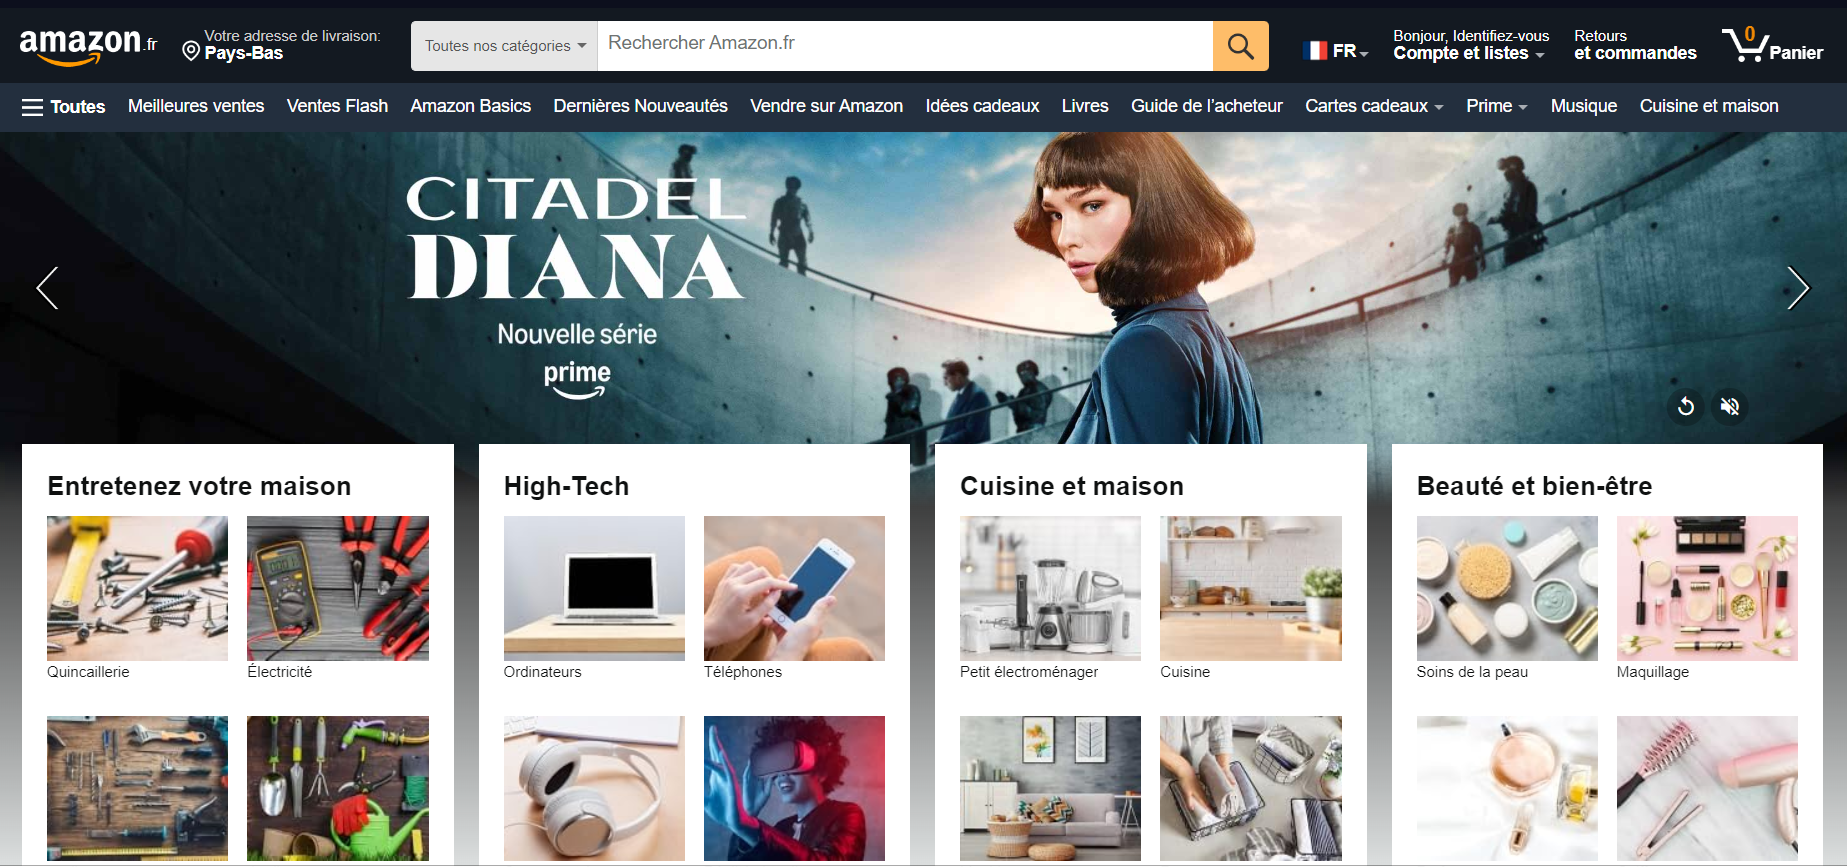 amazon.fr
Votre adresse de livraison:
Pays-Bas
Toutes nos catégories
Rechercher Amazon.fr
FR
Bonjour, Identifiez-vous
Compte et listes
Retours
et commandes
0
Panier
Toutes
Meilleures ventes
Ventes Flash
Amazon Basics
Dernières Nouveautés
Vendre sur Amazon
Idées cadeaux
Livres
Guide de l’acheteur
Cartes cadeaux
Prime
Musique
Cuisine et maison
CITADEL
DIANA
Nouvelle série
prime
Entretenez votre maison
Quincaillerie
Électricité
High-Tech
Ordinateurs
Téléphones
Cuisine et maison
Petit électroménager
Cuisine
Beauté et bien-être
Soins de la peau
Maquillage